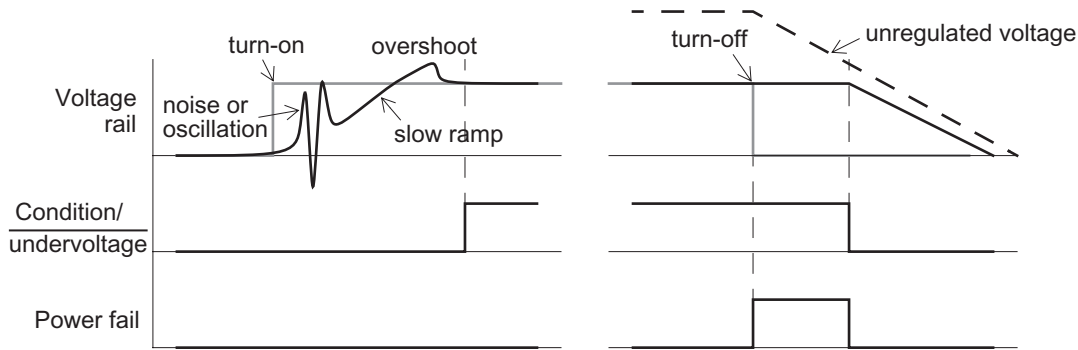 turn-on
overshoot
turn-off
unregulated voltage
Voltage
rail
noise or
oscillation
slow ramp
Condition/
undervoltage
Power fail